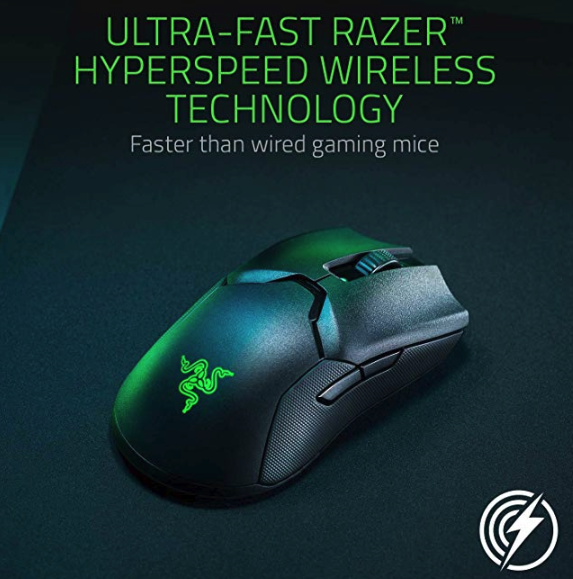 ULTRA-FAST RAZER™
HYPERSPEED WIRELESS
TECHNOLOGY
Faster than wired gaming mice